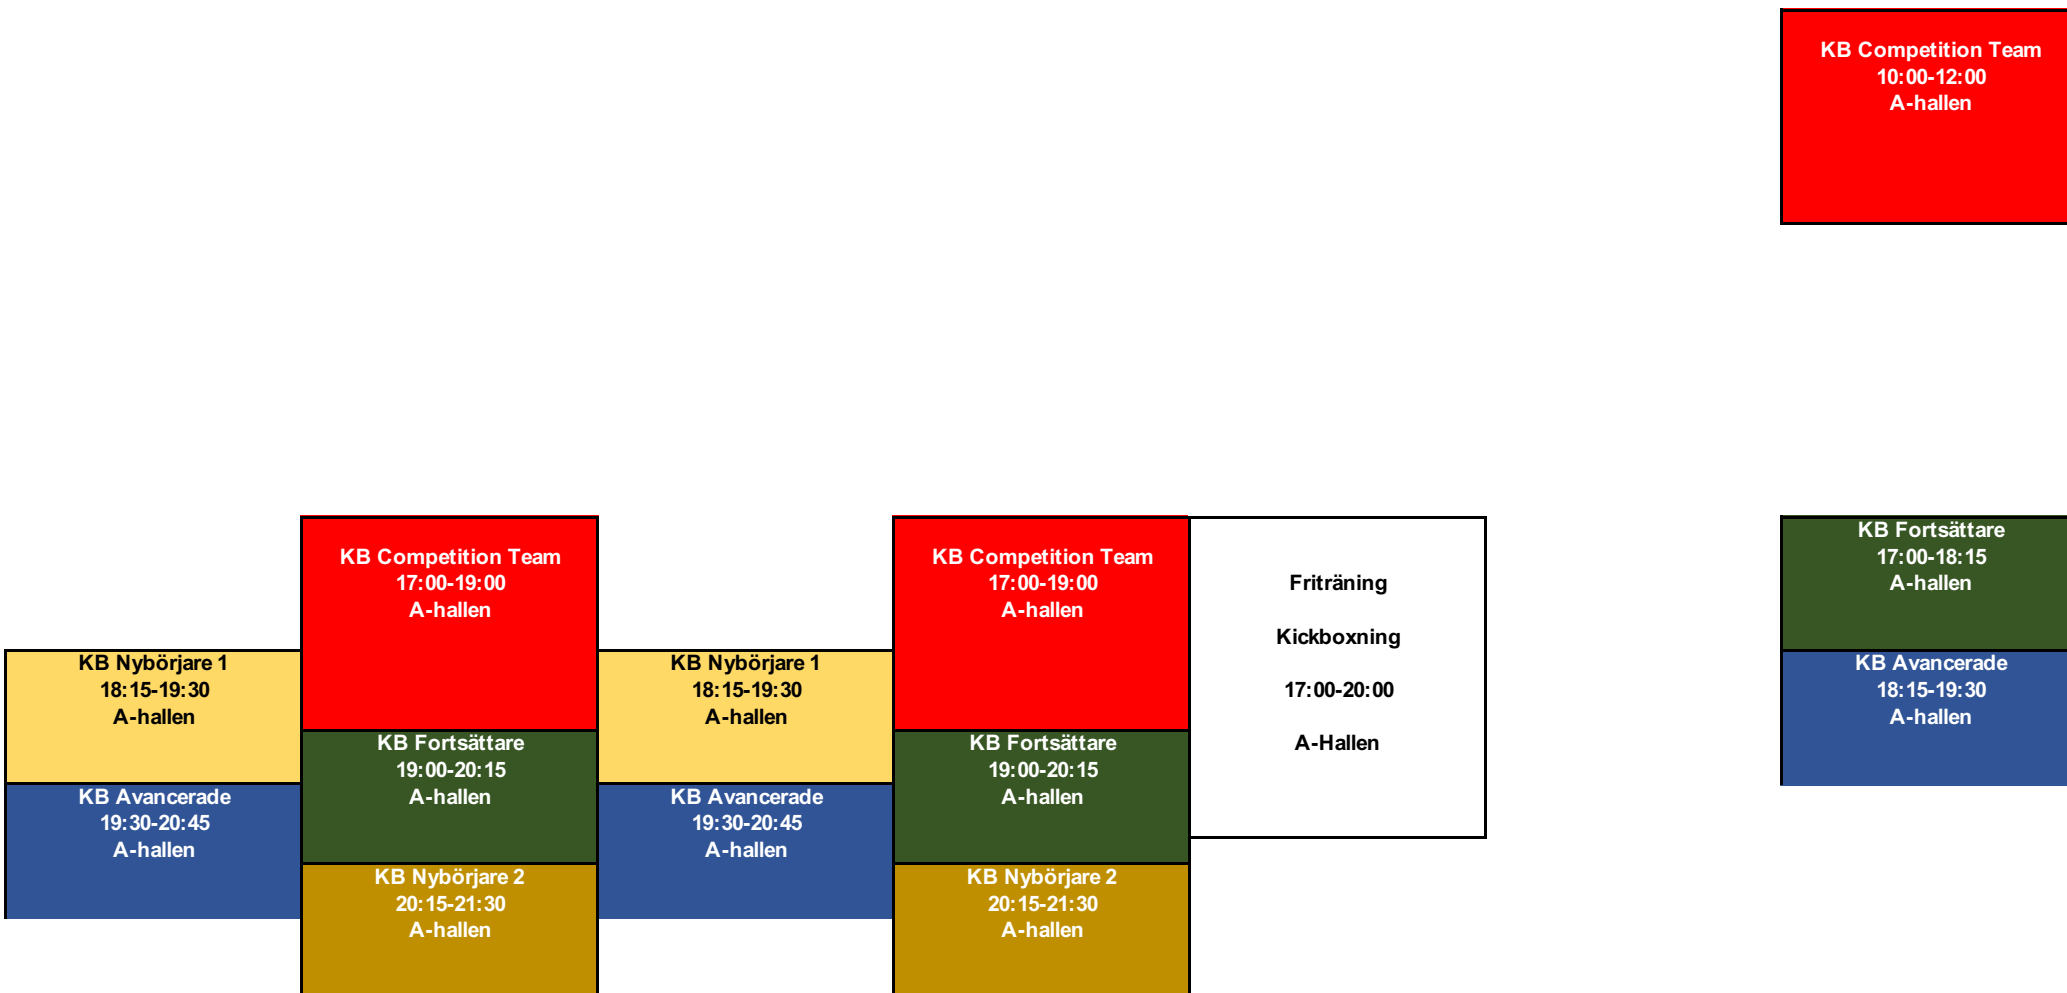 KB Competition Team
10:00-12:00
A-hallen
KB Nybörjare 1
18:15-19:30
A-hallen
KB Avancerade
19:30-20:45
A-hallen
KB Competition Team
17:00-19:00
A-hallen
KB Fortsättare
19:00-20:15
A-hallen
KB Nybörjare 2
20:15-21:30
A-hallen
KB Nybörjare 1
18:15-19:30
A-hallen
KB Avancerade
19:30-20:45
A-hallen
KB Competition Team
17:00-19:00
A-hallen
KB Fortsättare
19:00-20:15
A-hallen
KB Nybörjare 2
20:15-21:30
A-hallen
Friträning
Kickboxning
17:00-20:00
A-Hallen
KB Fortsättare
17:00-18:15
A-hallen
KB Avancerade
18:15-19:30
A-hallen